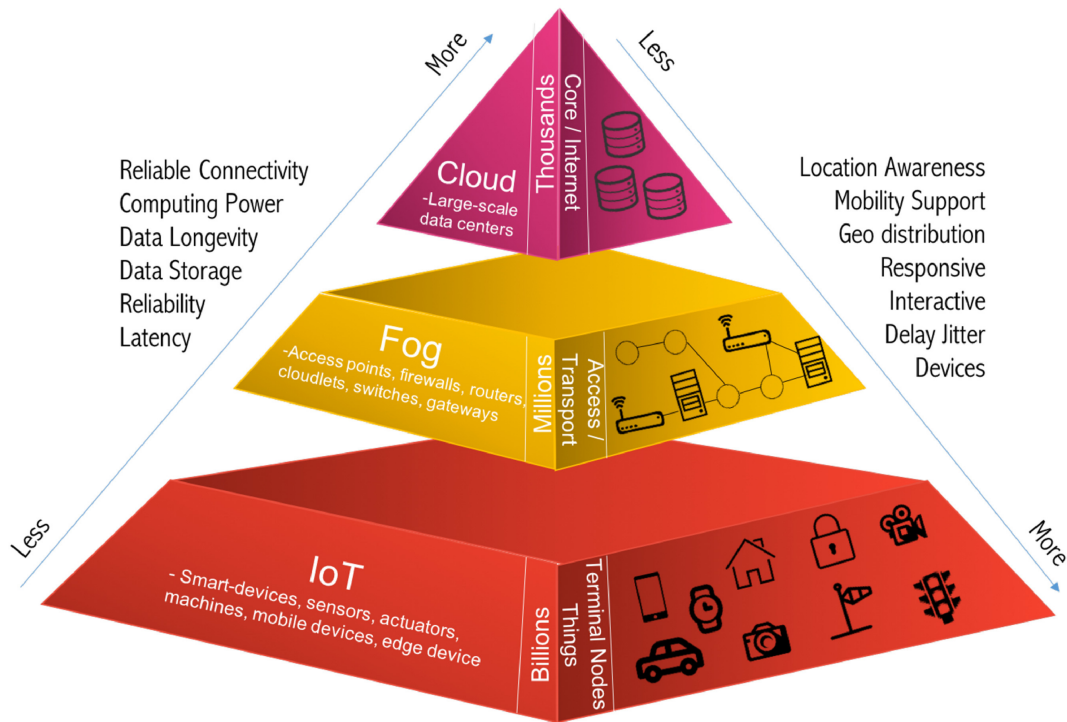 More
Less
Reliable Connectivity
Computing Power
Data Longevity
Data Storage
Reliability
Latency
Less
Location Awareness
Mobility Support
Geo distribution
Responsive
Interactive
Delay Jitter
Devices
More
Cloud
-Large-scale
data centers
Thousands
Core / Internet
Fog
-Access points, firewalls, routers,
cloudlets, switches, gateways
Millions
Access /
Transport
IoT
- Smart-devices, sensors, actuators,
machines, mobile devices, edge device
Billions
Terminal Nodes
Things